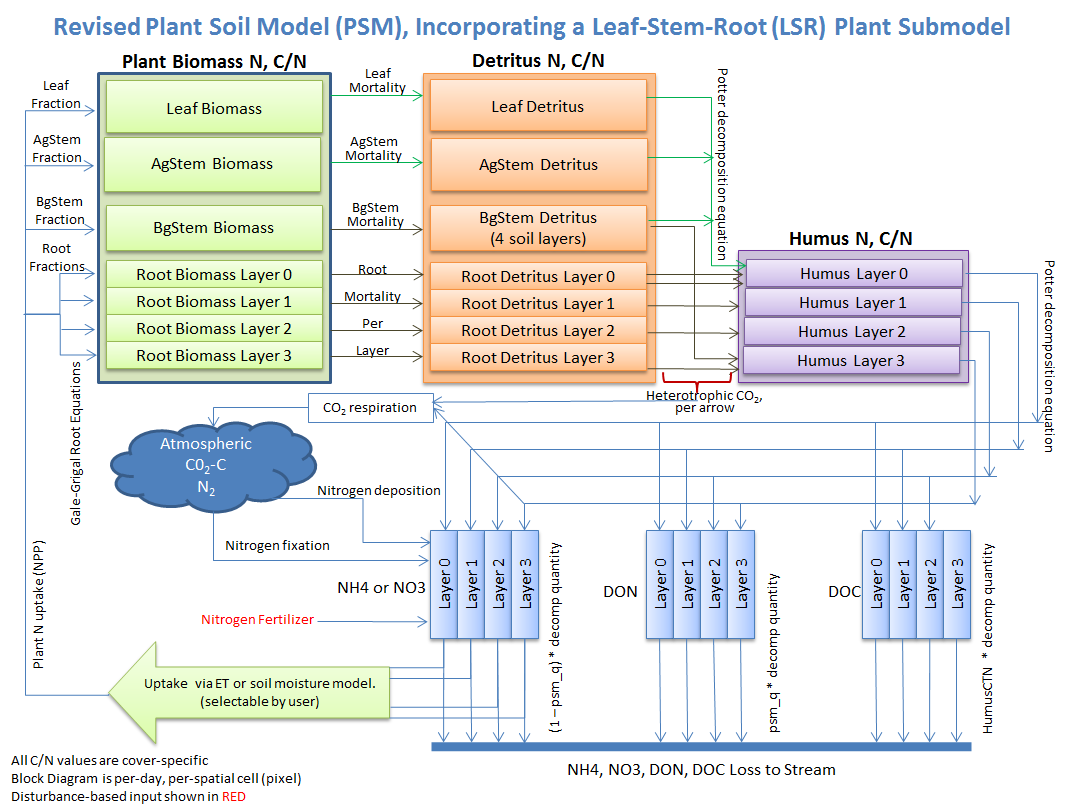 Revised Plant Soil Model (PSM), Incorporating a Leaf-Stem-Root (LSR) Plant Submodel
Plant Biomass N, C/N
Detritus N, C/N
Leaf
Fraction
AgStem
Fraction
BgStem
Fraction
Root
Fractions
Leaf Biomass
AgStem Biomass
BgStem Biomass
Root Biomass Layer 0
Root Biomass Layer 1
Root Biomass Layer 2
Root Biomass Layer 3
Leaf
Mortality
AgStem
Mortality
BgStem
Mortality
Root
Mortality
Per
Layer
Leaf Detritus
AgStem Detritus
BgStem Detritus
(4 soil layers)
Root Detritus Layer 0
Root Detritus Layer 1
Root Detritus Layer 2
Root Detritus Layer 3
Potter decomposition equation
Humus N, C/N
Humus Layer 0
Humus Layer 1
Humus Layer 2
Humus Layer 3
Potter decomposition equation
Heterotrophic CO₂,
per arrow
CO₂ respiration
Gale-Grigal Root Equations
Atmospheric
C0₂-C
N₂
Nitrogen deposition
Nitrogen fixation
NH4 or NO3
Nitrogen Fertilizer
Layer 0
Layer 1
Layer 2
Layer 3
(1 – psm_q) * decomp quantity
DON
Layer 0
Layer 1
Layer 2
Layer 3
psm_q * decomp quantity
DOC
Layer 0
Layer 1
Layer 2
Layer 3
HumusCTN * decomp quantity
Plant N uptake (NPP)
Uptake via ET or soil moisture model.
(selectable by user)
NH4, NO3, DON, DOC Loss to Stream
All C/N values are cover-specific
Block Diagram is per-day, per-spatial cell (pixel)
Disturbance-based input shown in RED